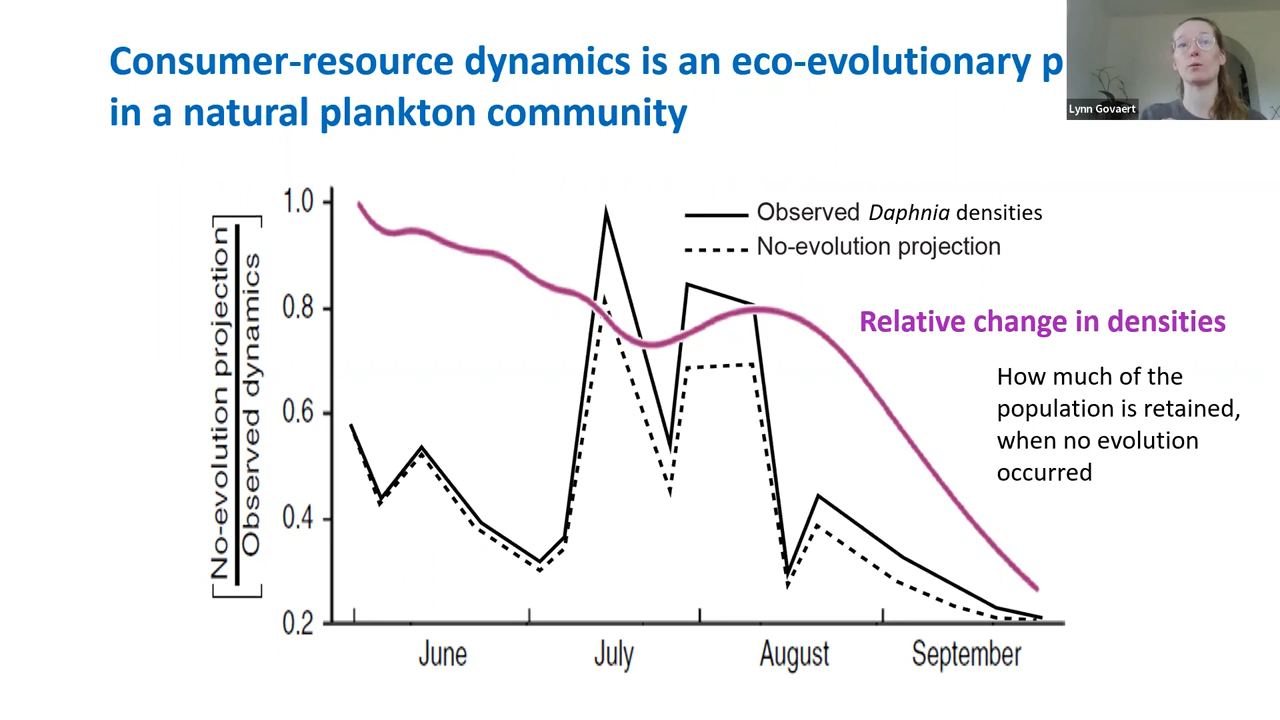 Consumer-resource dynamics is an eco-evolutionary p
in a natural plankton community
Lynn Govaert
[No-evolution projection]
[Observed dynamics]
1.0
0.8
0.6
0.4
0.2
Observed Daphnia densities
No-evolution projection
Relative change in densities
How much of the
population is retained,
when no evolution
occurred
June July August September